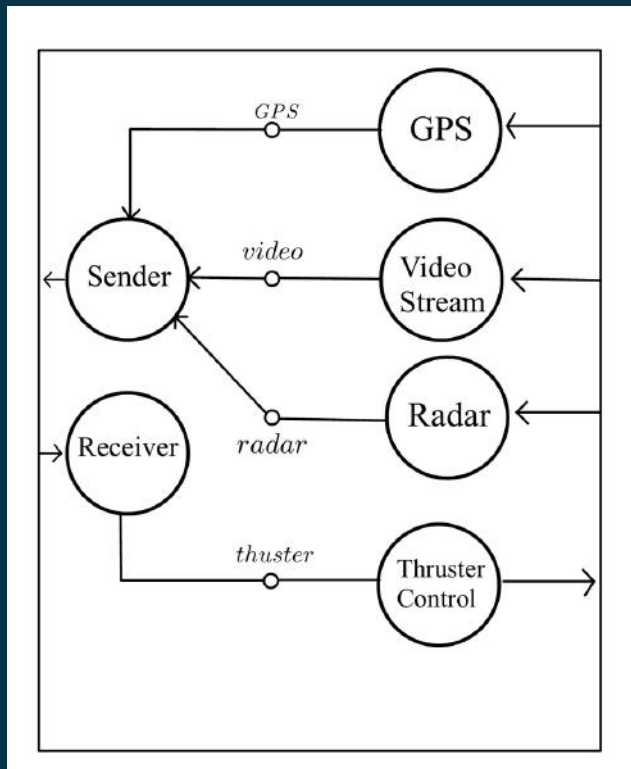 GPS
GPS
Sender
video
Video
Stream
radar
Radar
Receiver
thuster
Thruster
Control